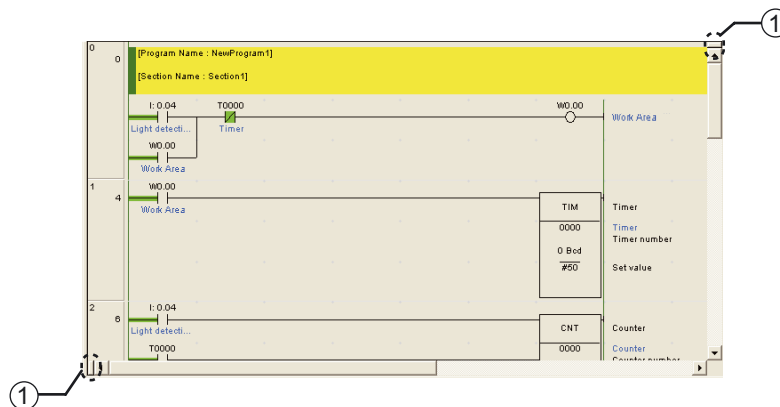 ①
0
0
[Program Name : NewProgram1]
[Section Name : Section1]
I: 0.04 T0000 W0.00
Work Area
Light detecti... Timer
W0.00
Work Area
1
4
W0.00
Work Area
TIM Timer
0000 Timer
Timer number
0 Bcd
#50 Set value
2
6
I: 0.04
Light detecti...
CNT Counter
T0000 0000 Counter
Counter number
①